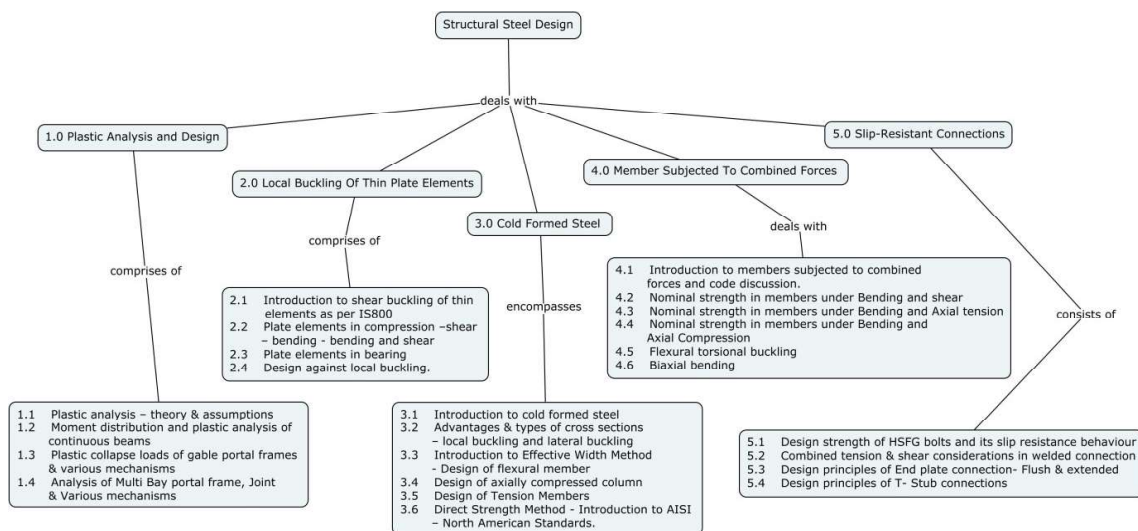 Structural Steel Design
deals with
1.0 Plastic Analysis and Design
5.0 Slip-Resistant Connections
2.0 Local Buckling Of Thin Plate Elements
4.0 Member Subjected To Combined Forces
3.0 Cold Formed Steel
comprises of
comprises of
encompasses
deals with
consists of
1.1 Plastic analysis – theory & assumptions
1.2 Moment distribution and plastic analysis of
continuous beams
1.3 Plastic collapse loads of gable portal frames
& various mechanisms
1.4 Analysis of Multi Bay portal frame, Joint
& Various mechanisms
2.1 Introduction to shear buckling of thin
elements as per IS800
2.2 Plate elements in compression –shear
– bending - bending and shear
2.3 Plate elements in bearing
2.4 Design against local buckling.
3.1 Introduction to cold formed steel
3.2 Advantages & types of cross sections
– local buckling and lateral buckling
3.3 Introduction to Effective Width Method
- Design of flexural member
3.4 Design of axially compressed column
3.5 Design of Tension Members
3.6 Direct Strength Method - Introduction to AISI
– North American Standards.
4.1 Introduction to members subjected to combined
forces and code discussion.
4.2 Nominal strength in members under Bending and shear
4.3 Nominal strength in members under Bending and Axial tension
4.4 Nominal strength in members under Bending and
Axial Compression
4.5 Flexural torsional buckling
4.6 Biaxial bending
5.1 Design strength of HSFG bolts and its slip resistance behaviour
5.2 Combined tension & shear considerations in welded connection
5.3 Design principles of End plate connection- Flush & extended
5.4 Design principles of T- Stub connections